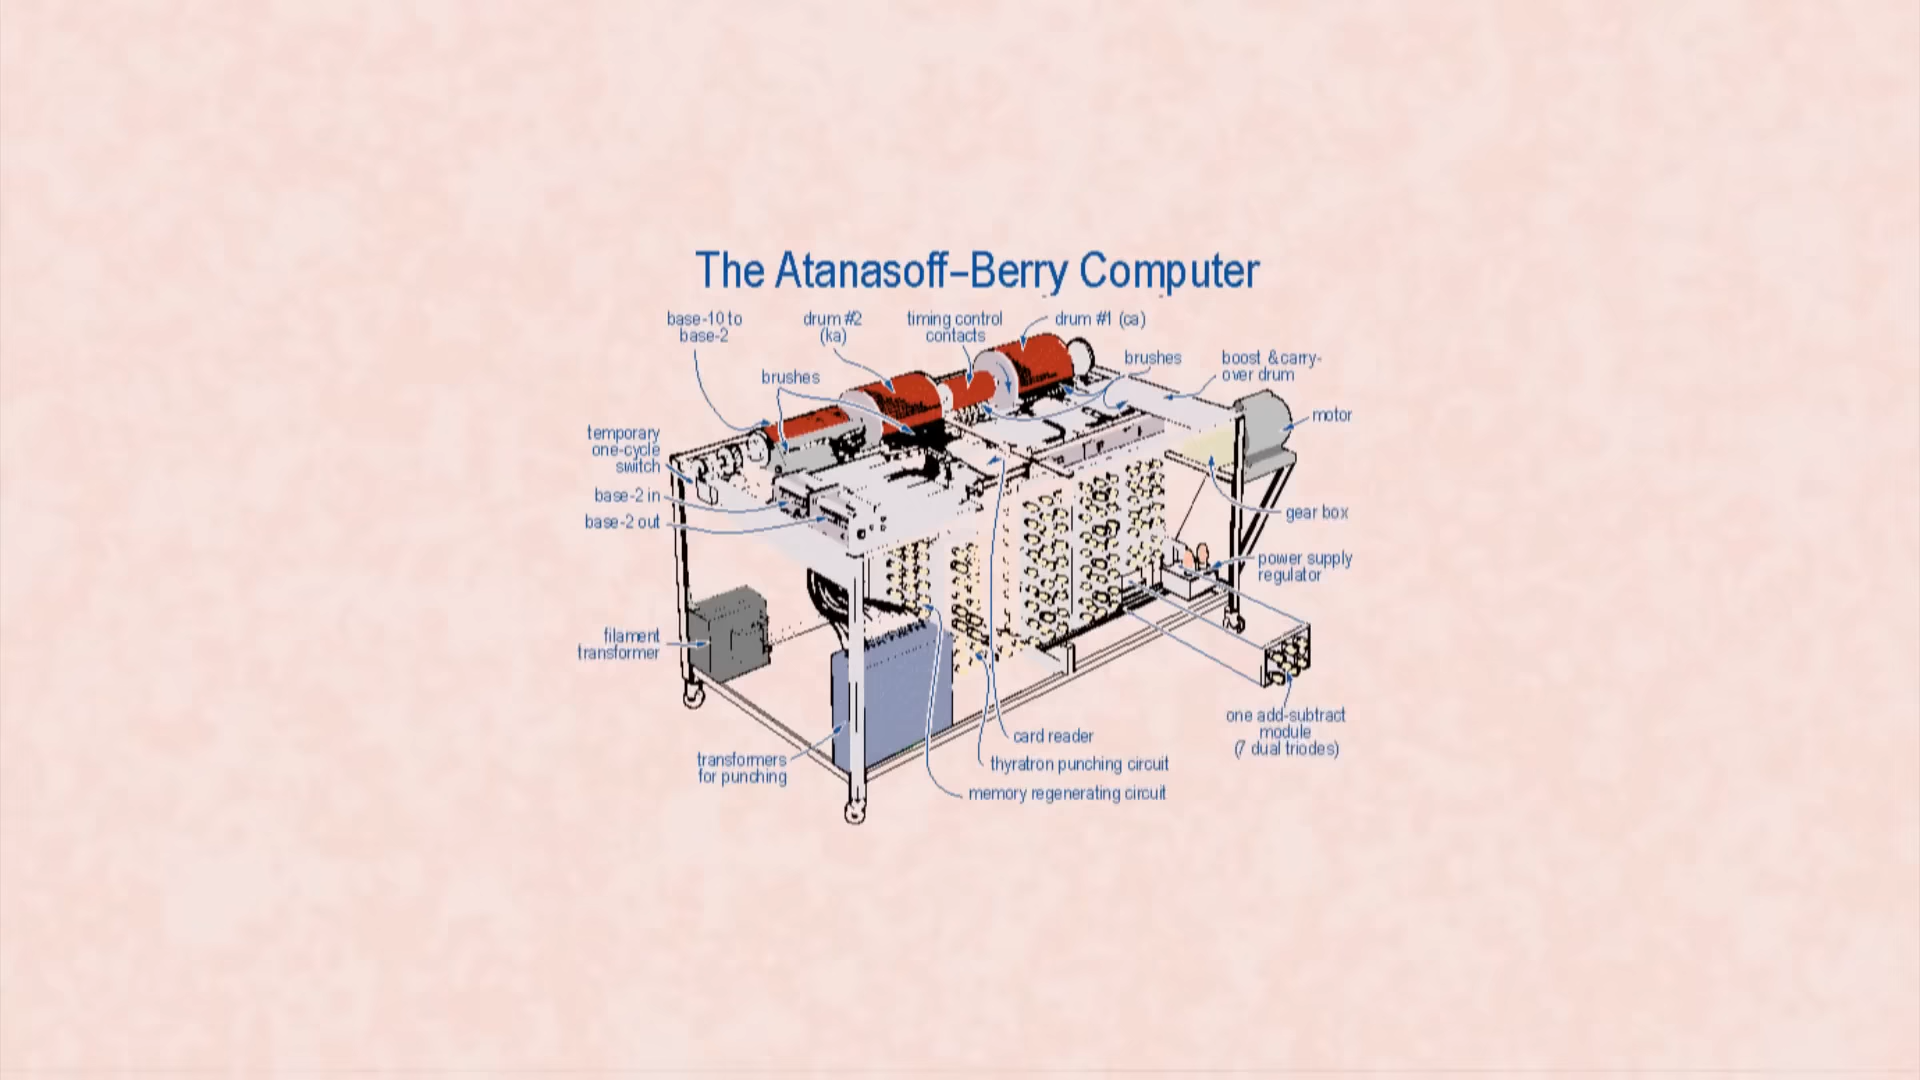 The Atanasoff–Berry Computer
base-10 to
base-2
drum #2
(ka)
timing control
contacts
drum #1 (ca)
brushes
brushes
boost & carry-
over drum
motor
temporary
one-cycle
switch
base-2 in
base-2 out
gear box
power supply
regulator
filament
transformer
one add-subtract
module
(7 dual triodes)
card reader
transformers
for punching
thyratron punching circuit
memory regenerating circuit